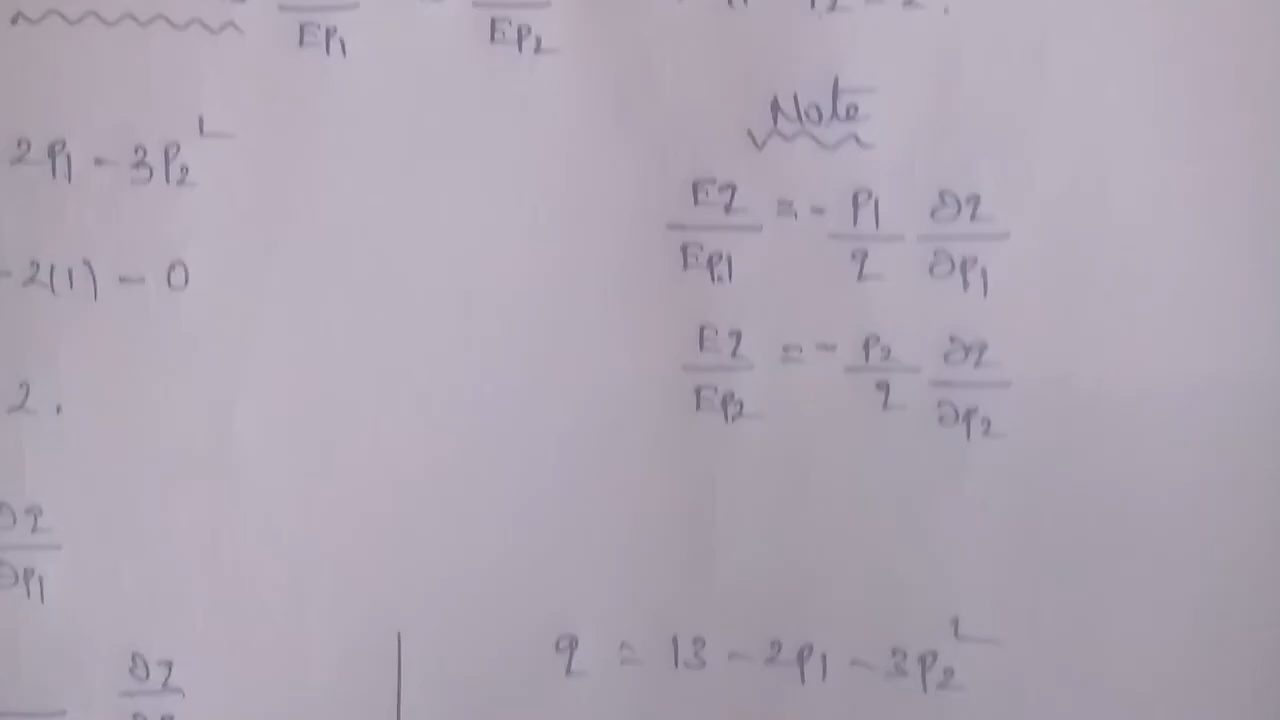 Ep1 Ep2
Note
2p1 - 3p2²
Eq/Ep1 = - p1/q ∂q/∂p1
-2(1) - 0
Eq/Ep2 = - p2/q ∂q/∂p2
2.
∂q/∂p1
q = 13 - 2p1 - 3p2²
∂q